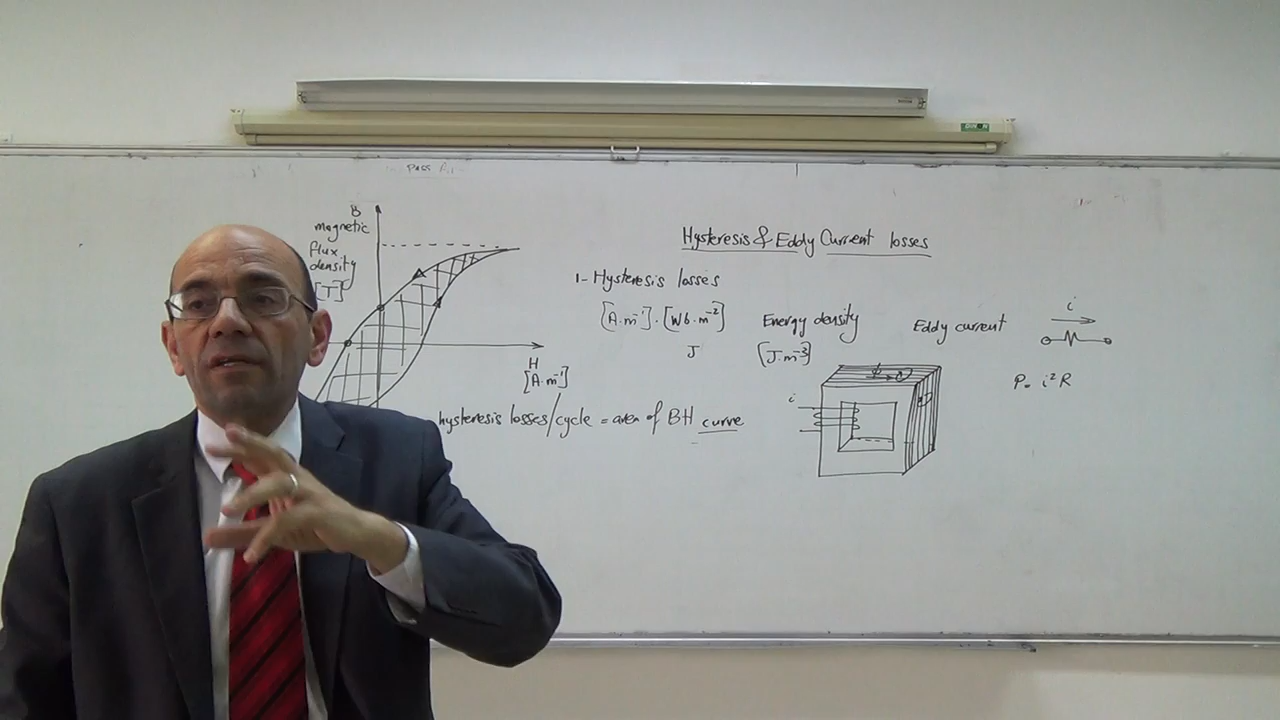 B
magnetic
flux
density
[T]
H
[A.m⁻¹]
Hysteresis & Eddy Current losses
1- Hysteresis losses
[A.m⁻¹].[Wb.m⁻²]
J
Energy density
[J.m⁻³]
hysteresis losses/cycle = area of BH curve
Eddy current
i
ϕ
i
P= i²R